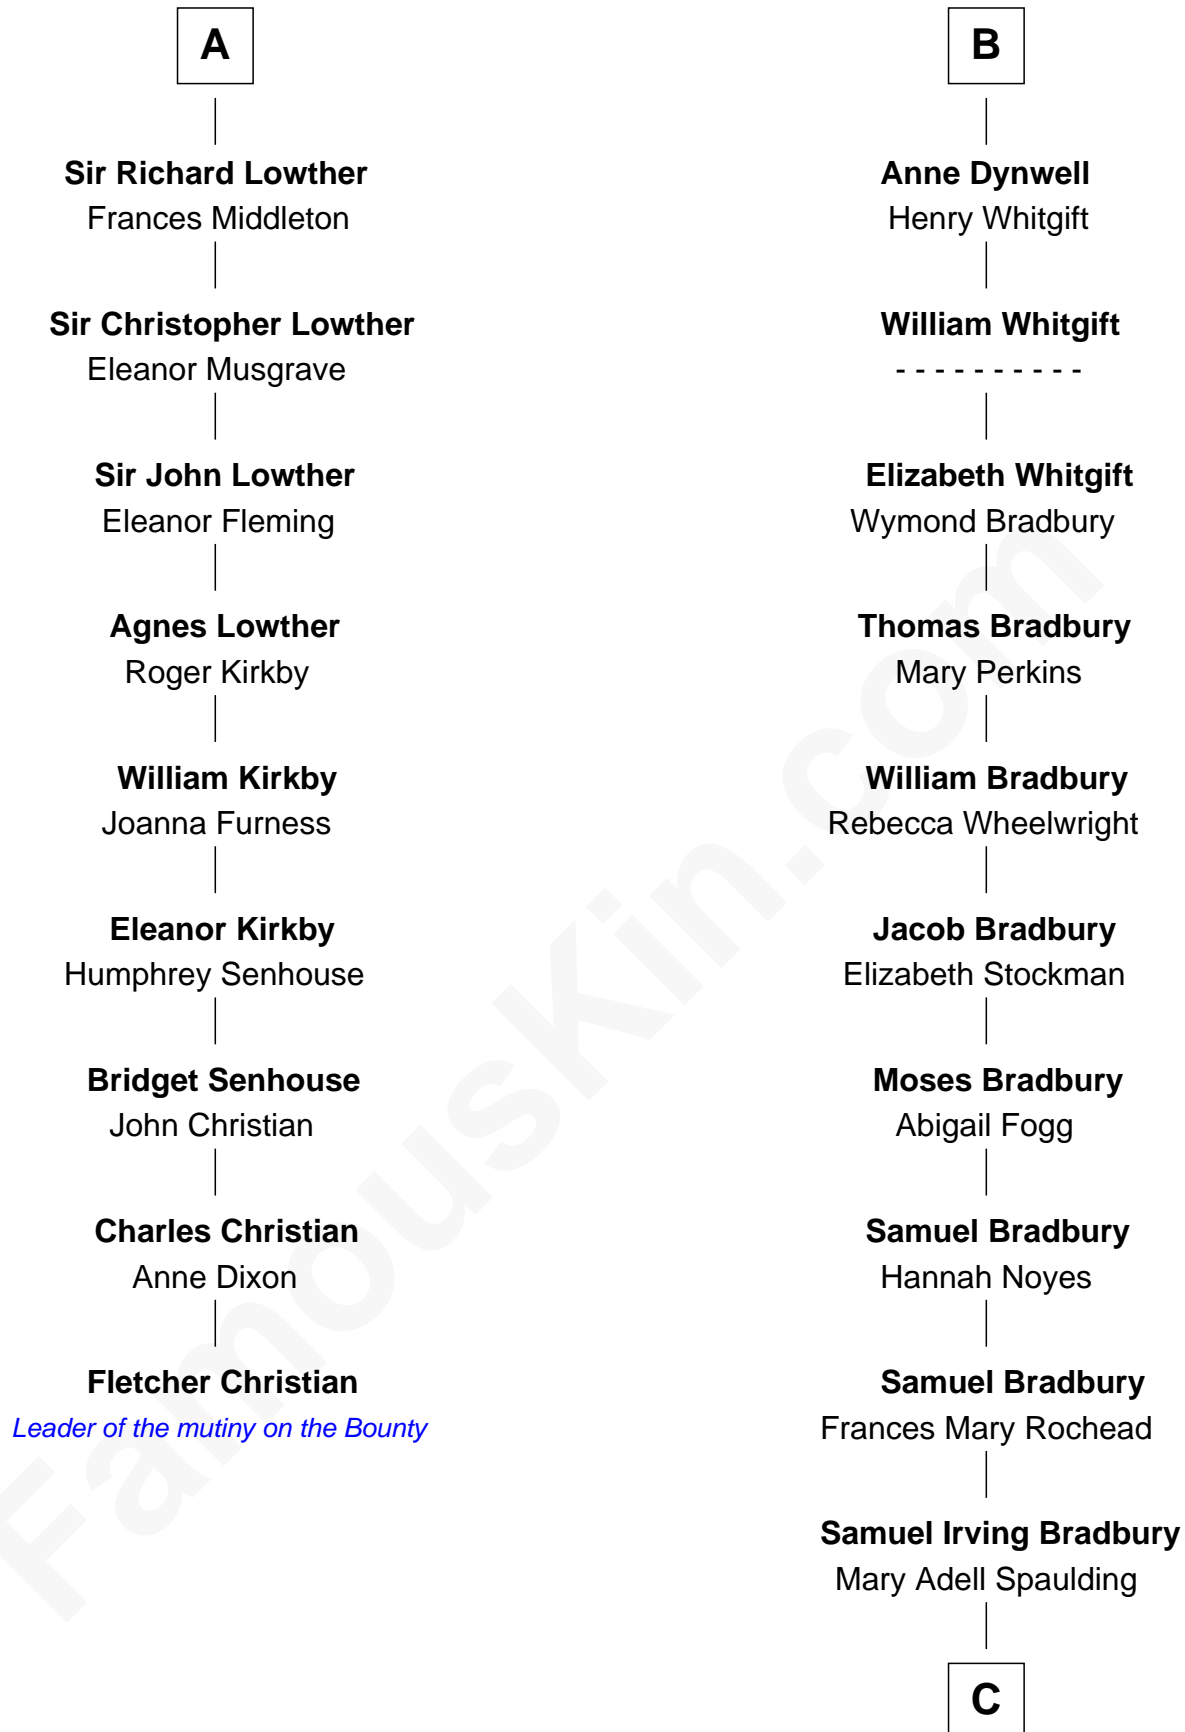 A
Sir Richard Lowther
Frances Middleton
Sir Christopher Lowther
Eleanor Musgrave
Sir John Lowther
Eleanor Fleming
Agnes Lowther
Roger Kirkby
William Kirkby
Joanna Furness
Eleanor Kirkby
Humphrey Senhouse
Bridget Senhouse
John Christian
Charles Christian
Anne Dixon
Fletcher Christian
Leader of the mutiny on the Bounty
B
Anne Dynwell
Henry Whitgift
William Whitgift
- - - - - - - - - -
Elizabeth Whitgift
Wymond Bradbury
Thomas Bradbury
Mary Perkins
William Bradbury
Rebecca Wheelwright
Jacob Bradbury
Elizabeth Stockman
Moses Bradbury
Abigail Fogg
Samuel Bradbury
Hannah Noyes
Samuel Bradbury
Frances Mary Rochead
Samuel Irving Bradbury
Mary Adell Spaulding
C
FamousKin.com